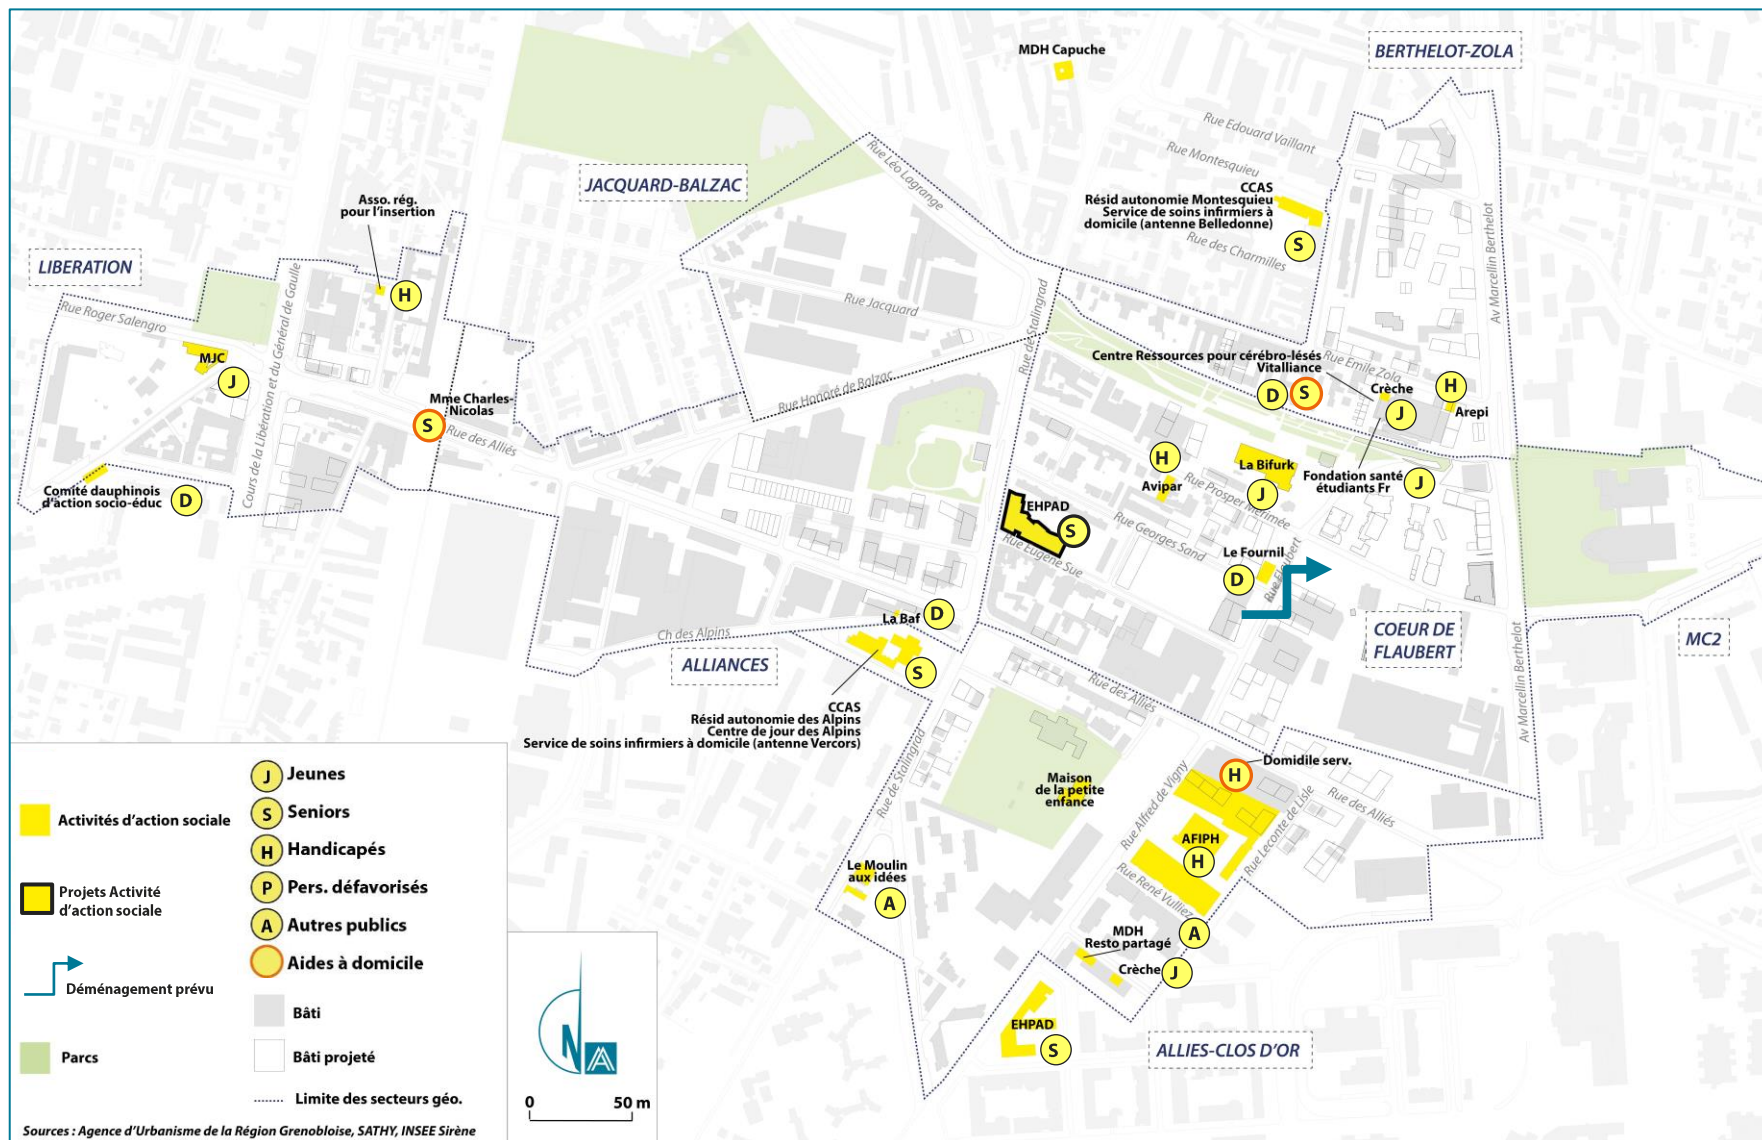 BERTHELOT-ZOLA
MDH Capuche
Rue Edouard Vaillant
Rue Montesquieu
Rue Léo Lagrange
JACQUARD-BALZAC
CCAS
Résid autonomie Montesquieu
Service de soins infirmiers à
domicile (antenne Belledonne)
S
Rue des Charmilles
Av Marcellin Berthelot
Asso. rég.
pour l'insertion
H
LIBERATION
Rue Roger Salengro
Cours de la Libération et du Général de Gaulle
MJC
J
Rue Jacquard
Rue de Stalingrad
Rue Honoré de Balzac
Mme Charles-
Nicolas
S
Rue des Alliés
Centre Ressources pour cérébro-lésés
Vitalliance
D
S
Rue Emile Zola
Crèche
J
H
Arepi
Comité dauphinois
d'action socio-éduc
D
H
Avipar
La Bifurk
J
Fondation santé
étudiants Fr
J
Rue Prosper Mérimée
Rue Georges Sand
EHPAD
S
Rue Eugène Sue
Le Fournil
D
Rue Flaubert
La Baf
D
Ch des Alpins
ALLIANCES
S
CCAS
Résid autonomie des Alpins
Centre de jour des Alpins
Service de soins infirmiers à domicile (antenne Vercors)
COEUR DE
FLAUBERT
MC2
Av Marcellin Berthelot
Rue des Alliés
Rue de Stalingrad
Maison
de la petite
enfance
Rue Alfred de Vigny
H
Domidile serv.
Rue des Alliés
Rue Leconte de Lisle
AFIPH
H
Rue René Vulliez
Le Moulin
aux idées
A
A
MDH
Resto partagé
Crèche
J
EHPAD
S
ALLIES-CLOS D'OR
Activités d'action sociale
Projets Activité
d'action sociale
Déménagement prévu
Parcs
J Jeunes
S Seniors
H Handicapés
P Pers. défavorisés
A Autres publics
Aides à domicile
Bâti
Bâti projeté
Limite des secteurs géo.
N
0 50 m
Sources : Agence d'Urbanisme de la Région Grenobloise, SATHY, INSEE Sirène